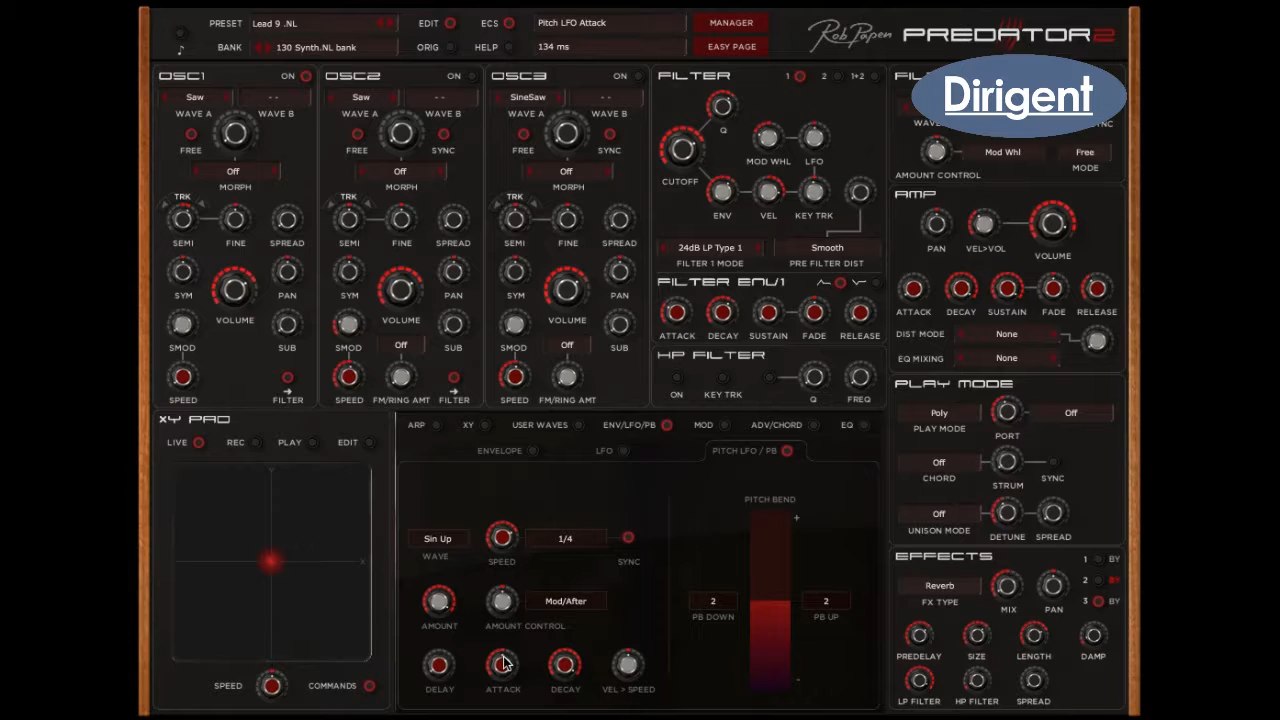 PRESET Lead 9 .NL EDIT ECS Pitch LFO Attack MANAGER
BANK 130 Synth.NL bank ORIG HELP 134 ms EASY PAGE
Rob Papen PREDATOR2
Dirigent
OSC1 ON
Saw - -
WAVE A WAVE B
FREE
Off
MORPH
TRK
SEMI FINE SPREAD
SYM PAN
VOLUME
SMOD SUB
SPEED FILTER
OSC2 ON
Saw - -
WAVE A WAVE B
FREE SYNC
Off
MORPH
TRK
SEMI FINE SPREAD
SYM PAN
VOLUME
Off
SMOD SUB
SPEED FM/RING AMT FILTER
OSC3 ON
SineSaw - -
WAVE A WAVE B
FREE SYNC
Off
MORPH
TRK
SEMI FINE SPREAD
SYM PAN
VOLUME
Off
SMOD SUB
SPEED FM/RING AMT
FILTER 1 2 1+2
Q
MOD WHL LFO
CUTOFF
ENV VEL KEY TRK
24dB LP Type 1 Smooth
FILTER 1 MODE PRE FILTER DIST
FILTER ENV1
ATTACK DECAY SUSTAIN FADE RELEASE
HP FILTER
ON KEY TRK Q FREQ
Mod Whl Free
AMOUNT CONTROL MODE
AMP
PAN VEL>VOL VOLUME
ATTACK DECAY SUSTAIN FADE RELEASE
DIST MODE None
EQ MIXING None
PLAY MODE
Poly Off
PLAY MODE PORT
Off
CHORD STRUM SYNC
Off
UNISON MODE DETUNE SPREAD
EFFECTS 1 BY
Reverb 2 BY
FX TYPE MIX PAN 3 BY
PREDELAY SIZE LENGTH DAMP
LP FILTER HP FILTER SPREAD
XY PAD
LIVE REC PLAY EDIT
Y
X
SPEED COMMANDS
ARP XY USER WAVES ENV/LFO/PB MOD ADV/CHORD EQ
ENVELOPE LFO PITCH LFO / PB
PITCH BEND
+
Sin Up 1/4
WAVE SPEED SYNC
Mod/After 2 2
AMOUNT AMOUNT CONTROL PB DOWN PB UP
-
DELAY ATTACK DECAY VEL > SPEED